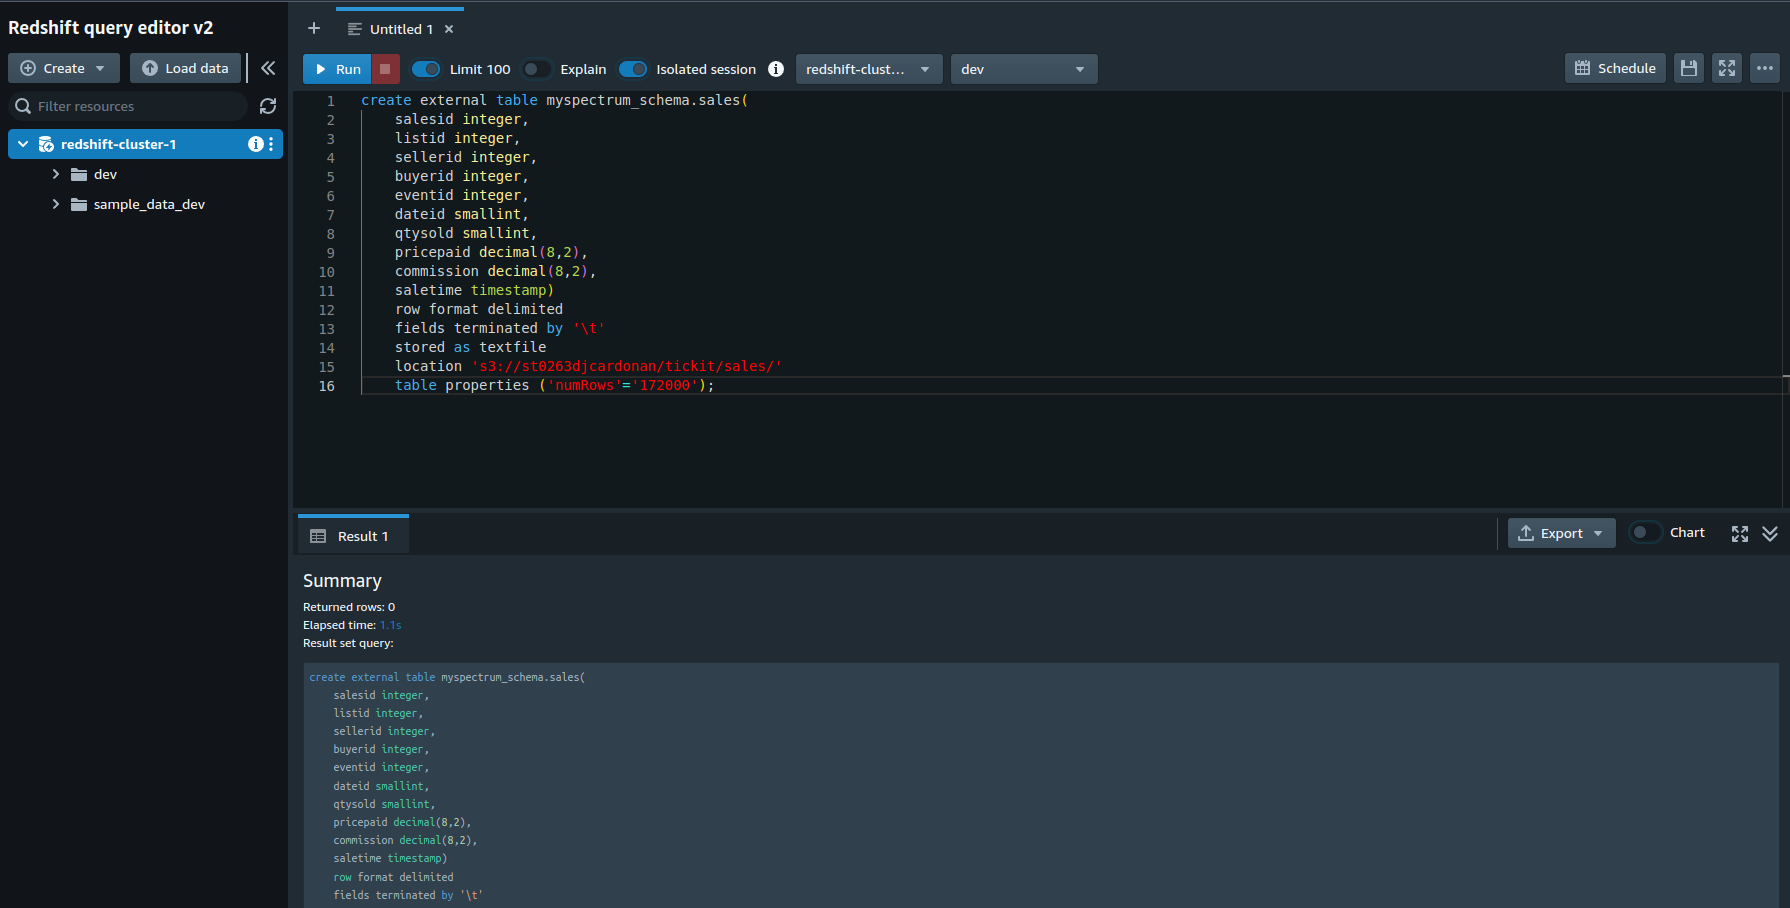 Redshift query editor v2
Create
Load data
Filter resources
redshift-cluster-1
dev
sample_data_dev
Untitled 1
Run
Limit 100
Explain
Isolated session
redshift-clust...
dev
Schedule
1 create external table myspectrum_schema.sales(
2 salesid integer,
3 listid integer,
4 sellerid integer,
5 buyerid integer,
6 eventid integer,
7 dateid smallint,
8 qtysold smallint,
9 pricepaid decimal(8,2),
10 commission decimal(8,2),
11 saletime timestamp)
12 row format delimited
13 fields terminated by '\t'
14 stored as textfile
15 location 's3://st0263djcardonan/tickit/sales/'
16 table properties ('numRows'='172000');
Result 1
Export
Chart
Summary
Returned rows: 0
Elapsed time: 1.1s
Result set query:
create external table myspectrum_schema.sales(
salesid integer,
listid integer,
sellerid integer,
buyerid integer,
eventid integer,
dateid smallint,
qtysold smallint,
pricepaid decimal(8,2),
commission decimal(8,2),
saletime timestamp)
row format delimited
fields terminated by '\t'